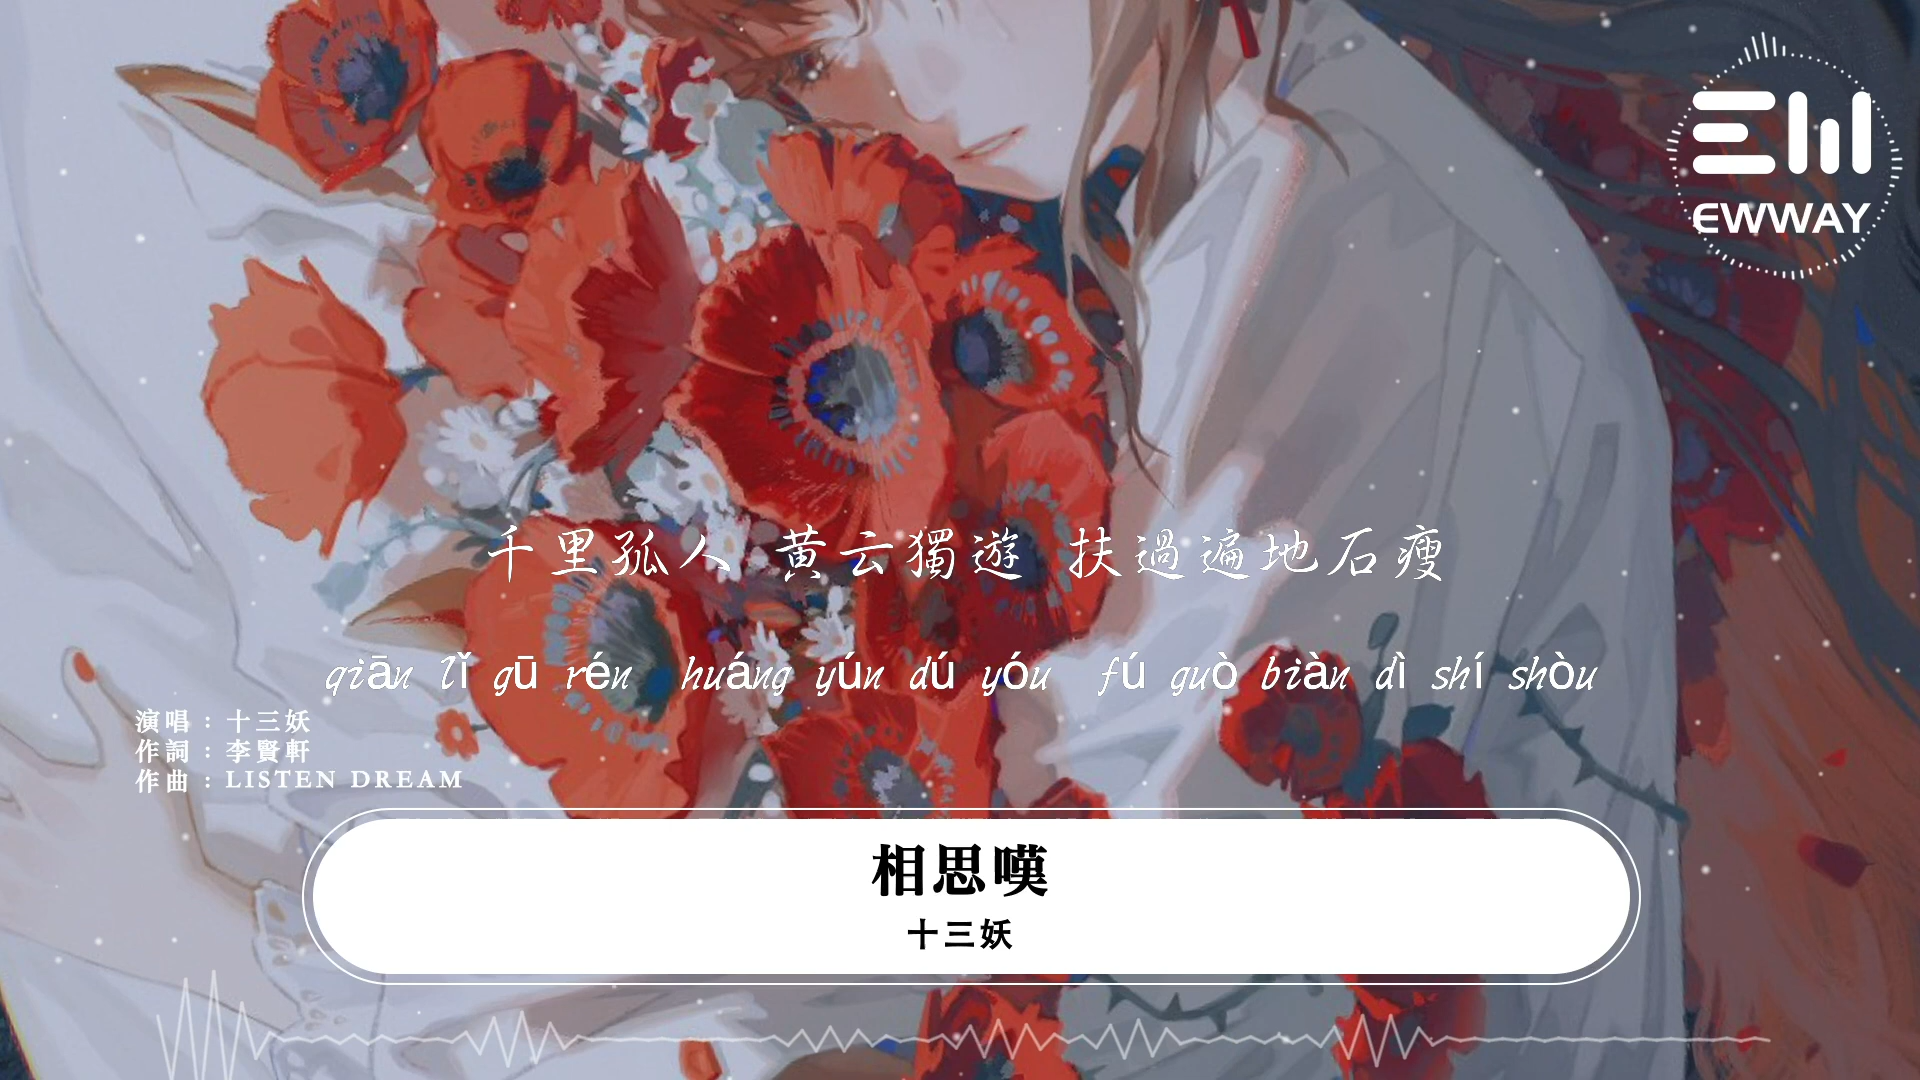 EW
EWWAY
千里孤人 黄云獨遊 扶過遍地石瘦
qiān lǐ gū rén huáng yún dú yóu fú guò biàn dì shí shòu
演唱：十三妖
作詞：李賢軒
作曲：LISTEN DREAM
相思嘆
十三妖